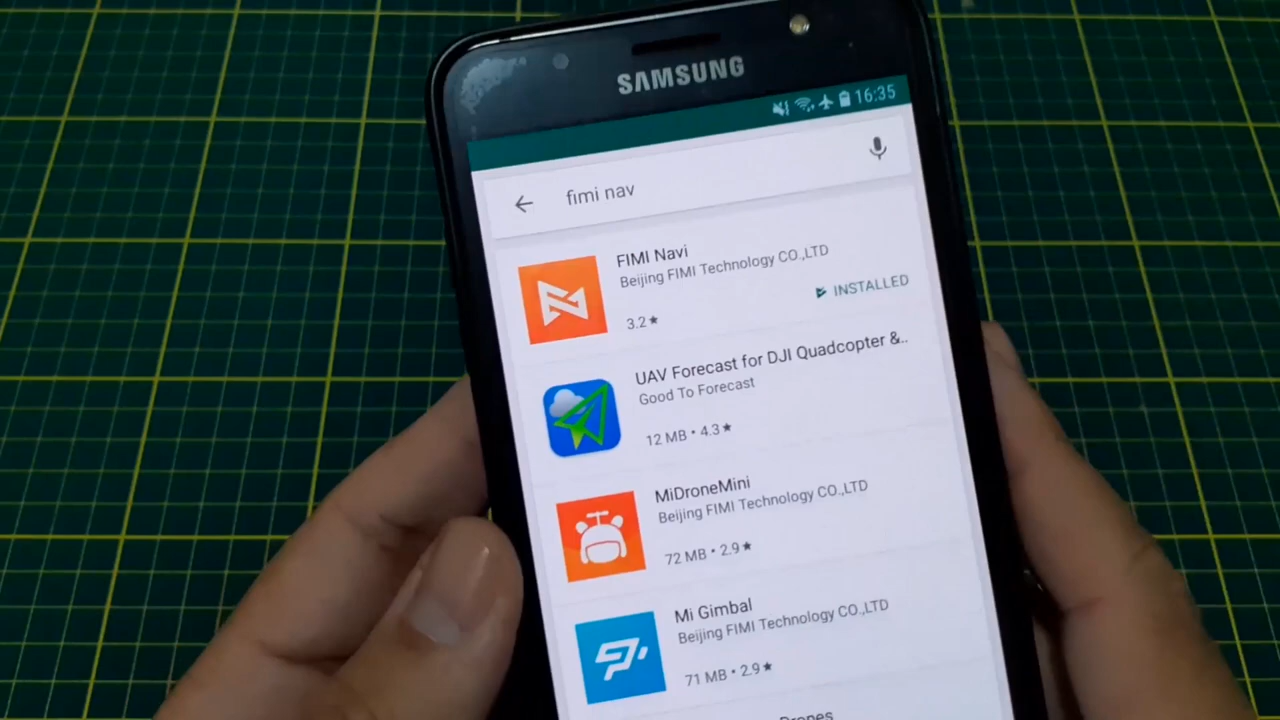 SAMSUNG
16:35
fimi nav
FIMI Navi
Beijing FIMI Technology CO.,LTD
INSTALLED
3.2★
UAV Forecast for DJI Quadcopter &..
Good To Forecast
12 MB • 4.3★
MiDroneMini
Beijing FIMI Technology CO.,LTD
72 MB • 2.9★
Mi Gimbal
Beijing FIMI Technology CO.,LTD
71 MB • 2.9★
Drones